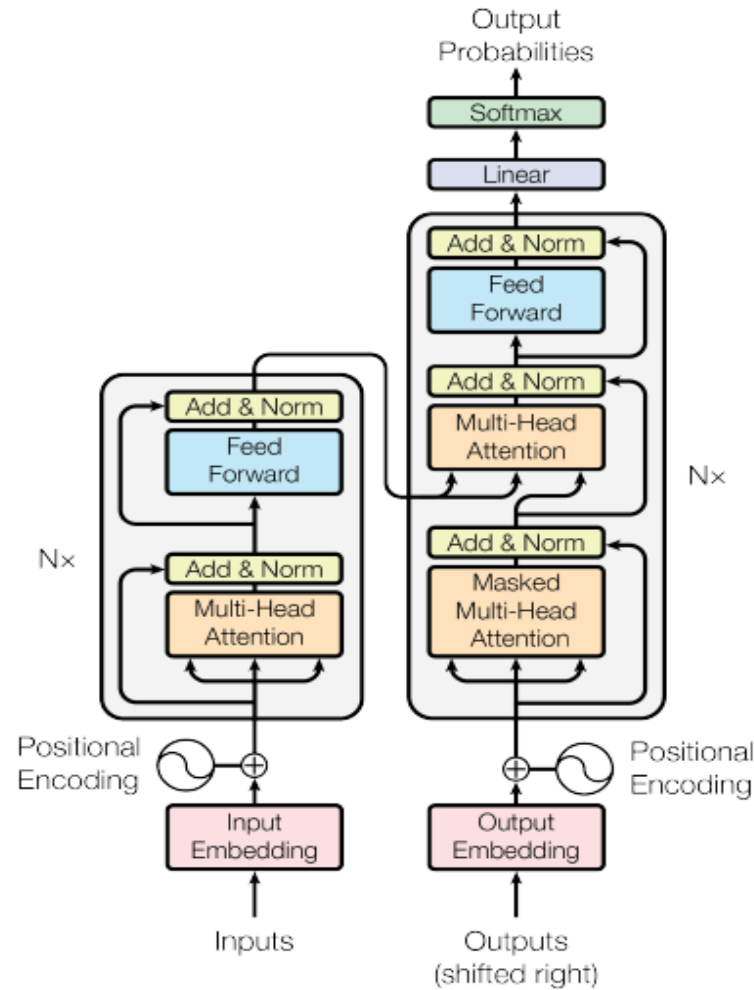 Output
Probabilities
Softmax
Linear
Add & Norm
Feed
Forward
Add & Norm
Multi-Head
Attention
Nx
Add & Norm
Masked
Multi-Head
Attention
Add & Norm
Feed
Forward
Nx
Add & Norm
Multi-Head
Attention
Positional
Encoding
Positional
Encoding
Input
Embedding
Output
Embedding
Inputs
Outputs
(shifted right)